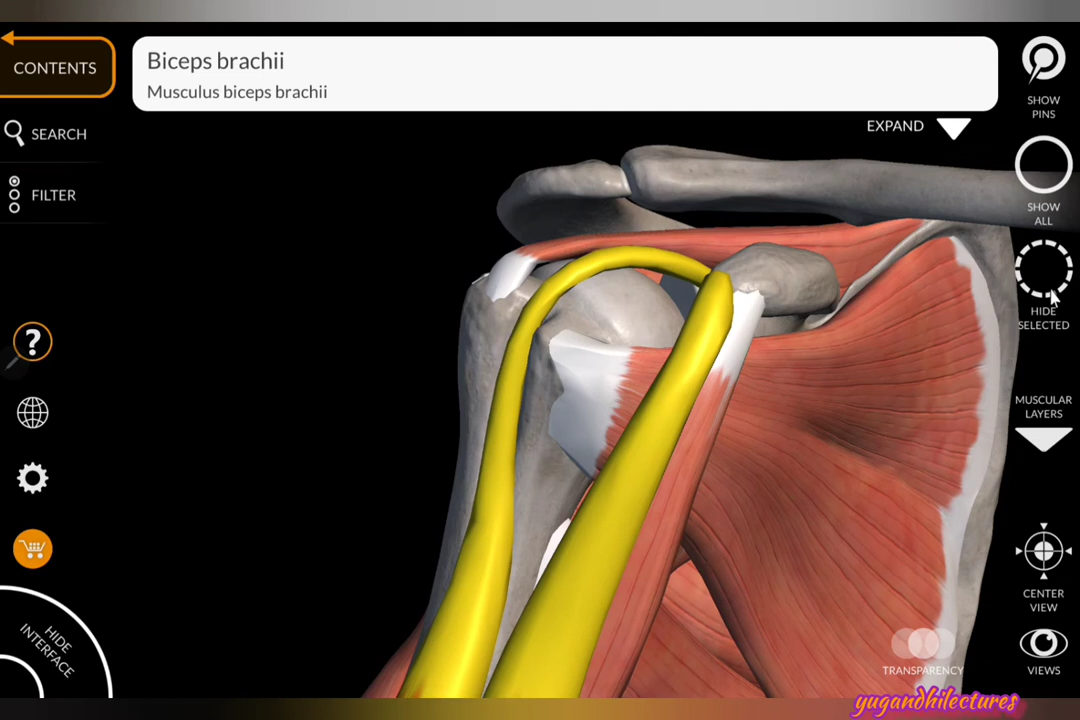 CONTENTS
Biceps brachii
Musculus biceps brachii
EXPAND
SEARCH
FILTER
?
HIDE
INTERFACE
SHOW
PINS
SHOW
ALL
HIDE
SELECTED
MUSCULAR
LAYERS
CENTER
VIEW
TRANSPARENCY
VIEWS
yugandhilectures